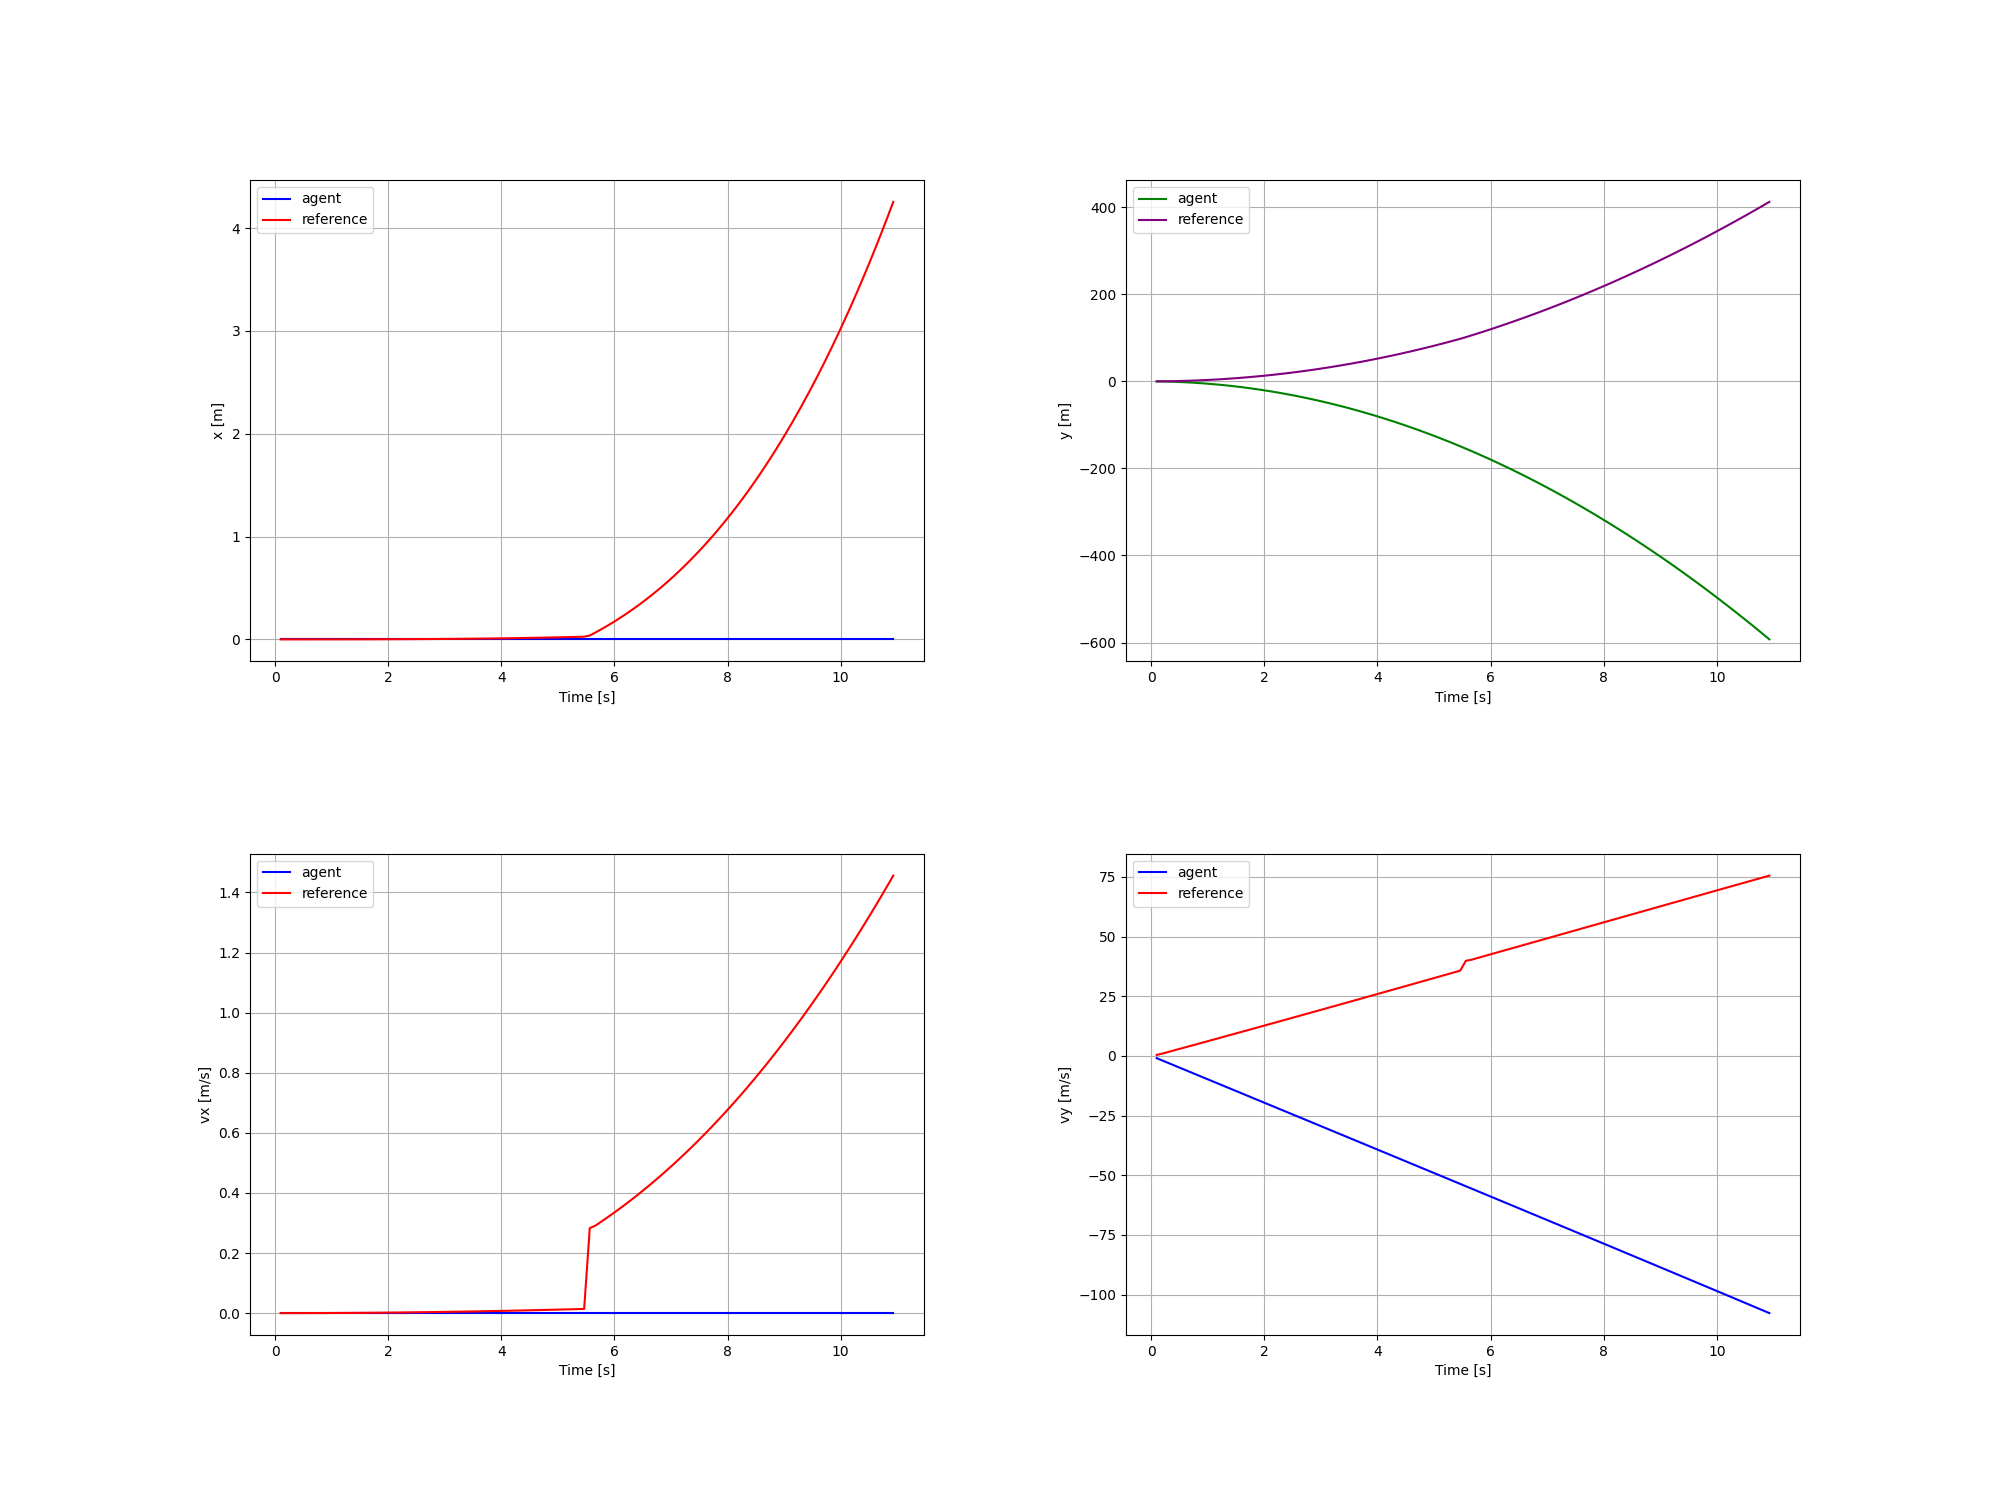 agent
reference
4
3
2
1
0
x [m]
0 2 4 6 8 10
Time [s]
agent
reference
400
200
0
−200
−400
−600
y [m]
0 2 4 6 8 10
Time [s]
agent
reference
1.4
1.2
1.0
0.8
0.6
0.4
0.2
0.0
vx [m/s]
0 2 4 6 8 10
Time [s]
agent
reference
75
50
25
0
−25
−50
−75
−100
vy [m/s]
0 2 4 6 8 10
Time [s]